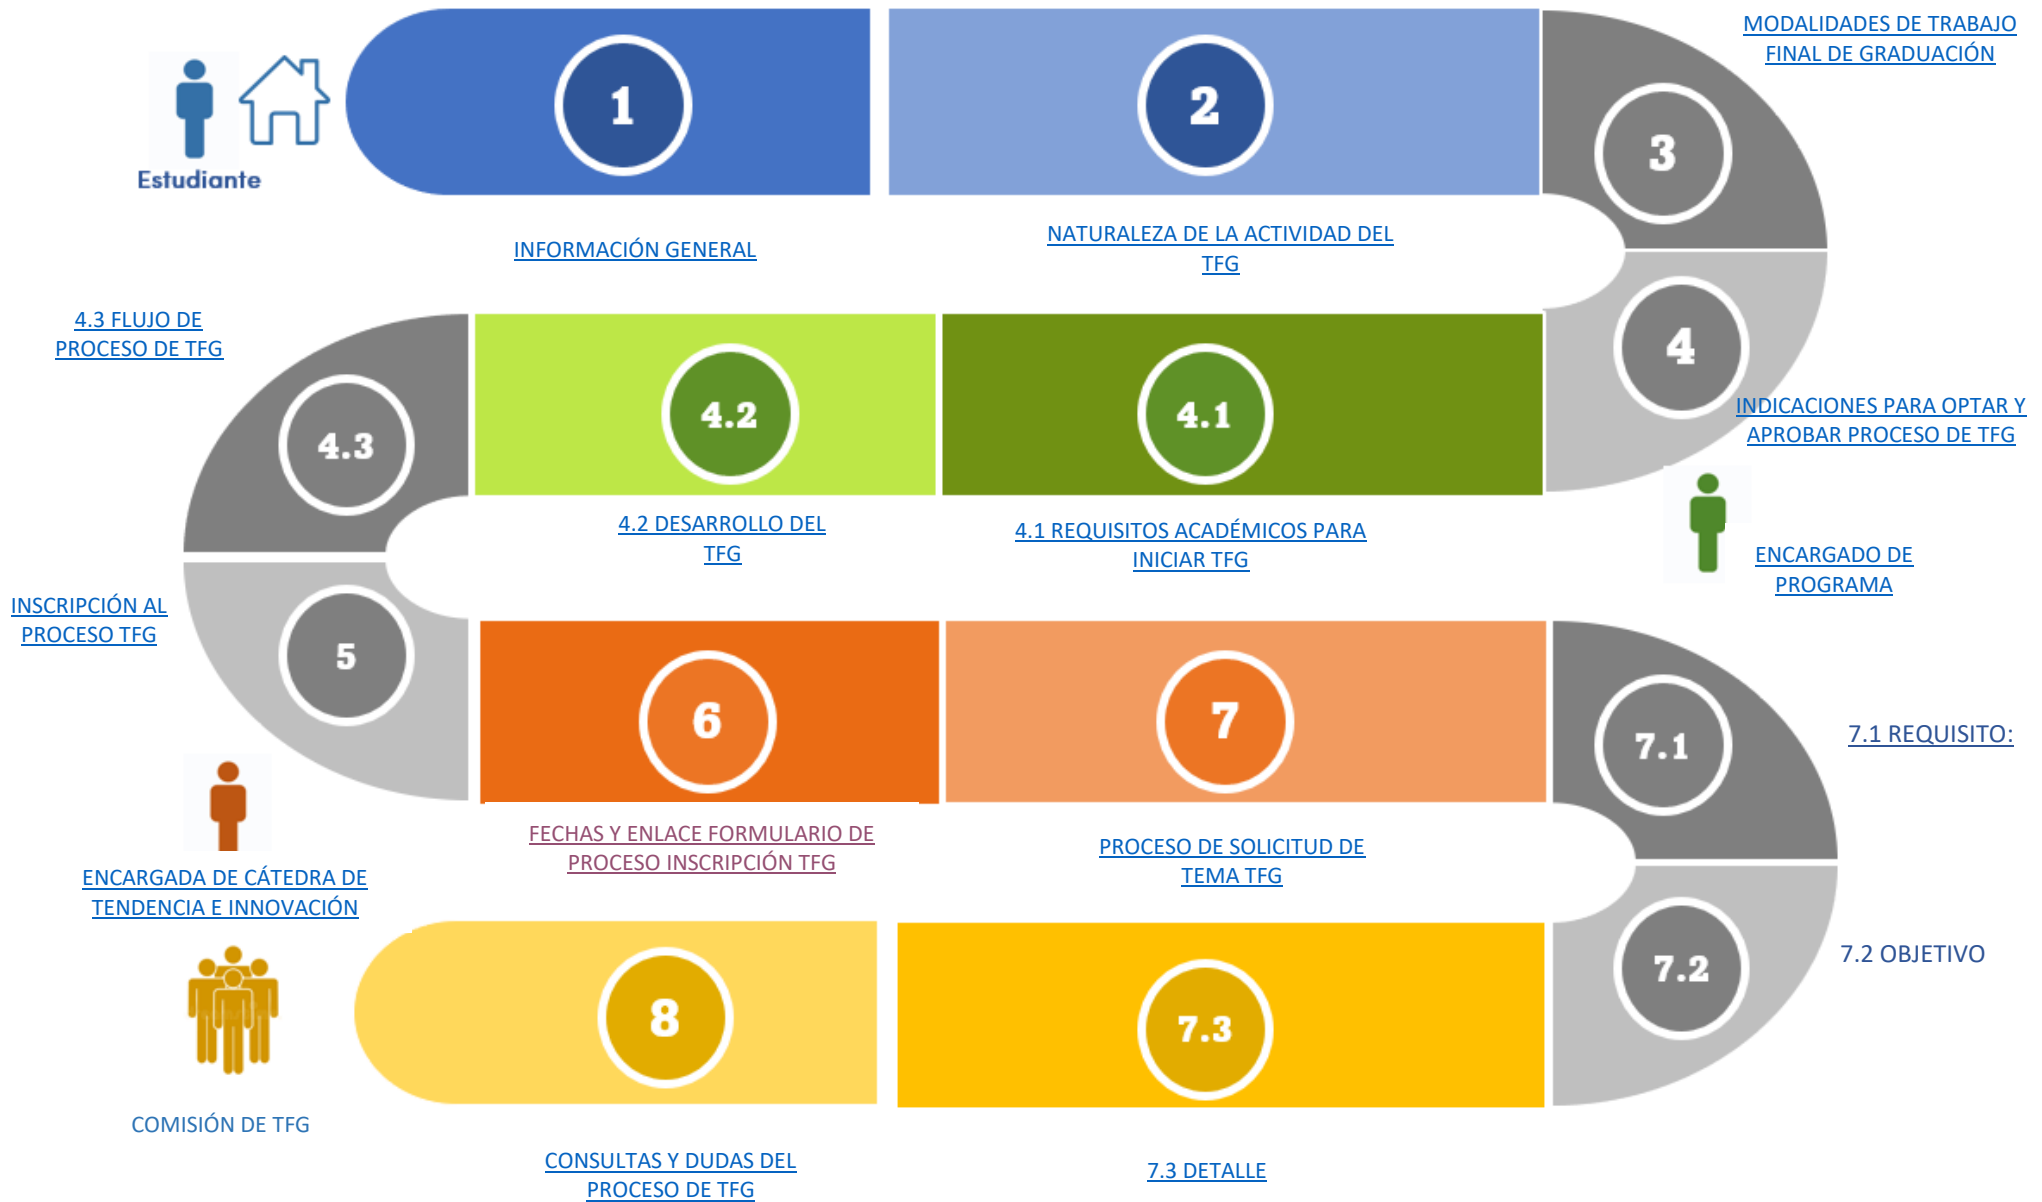 1
2
3
MODALIDADES DE TRABAJO
FINAL DE GRADUACIÓN
Estudiante
INFORMACIÓN GENERAL
NATURALEZA DE LA ACTIVIDAD DEL
TFG
4
INDICACIONES PARA OPTAR Y
APROBAR PROCESO DE TFG
4.1
4.2
4.3
4.3 FLUJO DE
PROCESO DE TFG
4.2 DESARROLLO DEL
TFG
4.1 REQUISITOS ACADÉMICOS PARA
INICIAR TFG
ENCARGADO DE
PROGRAMA
INSCRIPCIÓN AL
PROCESO TFG
5
6
7
7.1
7.1 REQUISITO:
FECHAS Y ENLACE FORMULARIO DE
PROCESO INSCRIPCIÓN TFG
PROCESO DE SOLICITUD DE
TEMA TFG
ENCARGADA DE CÁTEDRA DE
TENDENCIA E INNOVACIÓN
7.2
7.2 OBJETIVO
7.3
8
COMISIÓN DE TFG
CONSULTAS Y DUDAS DEL
PROCESO DE TFG
7.3 DETALLE